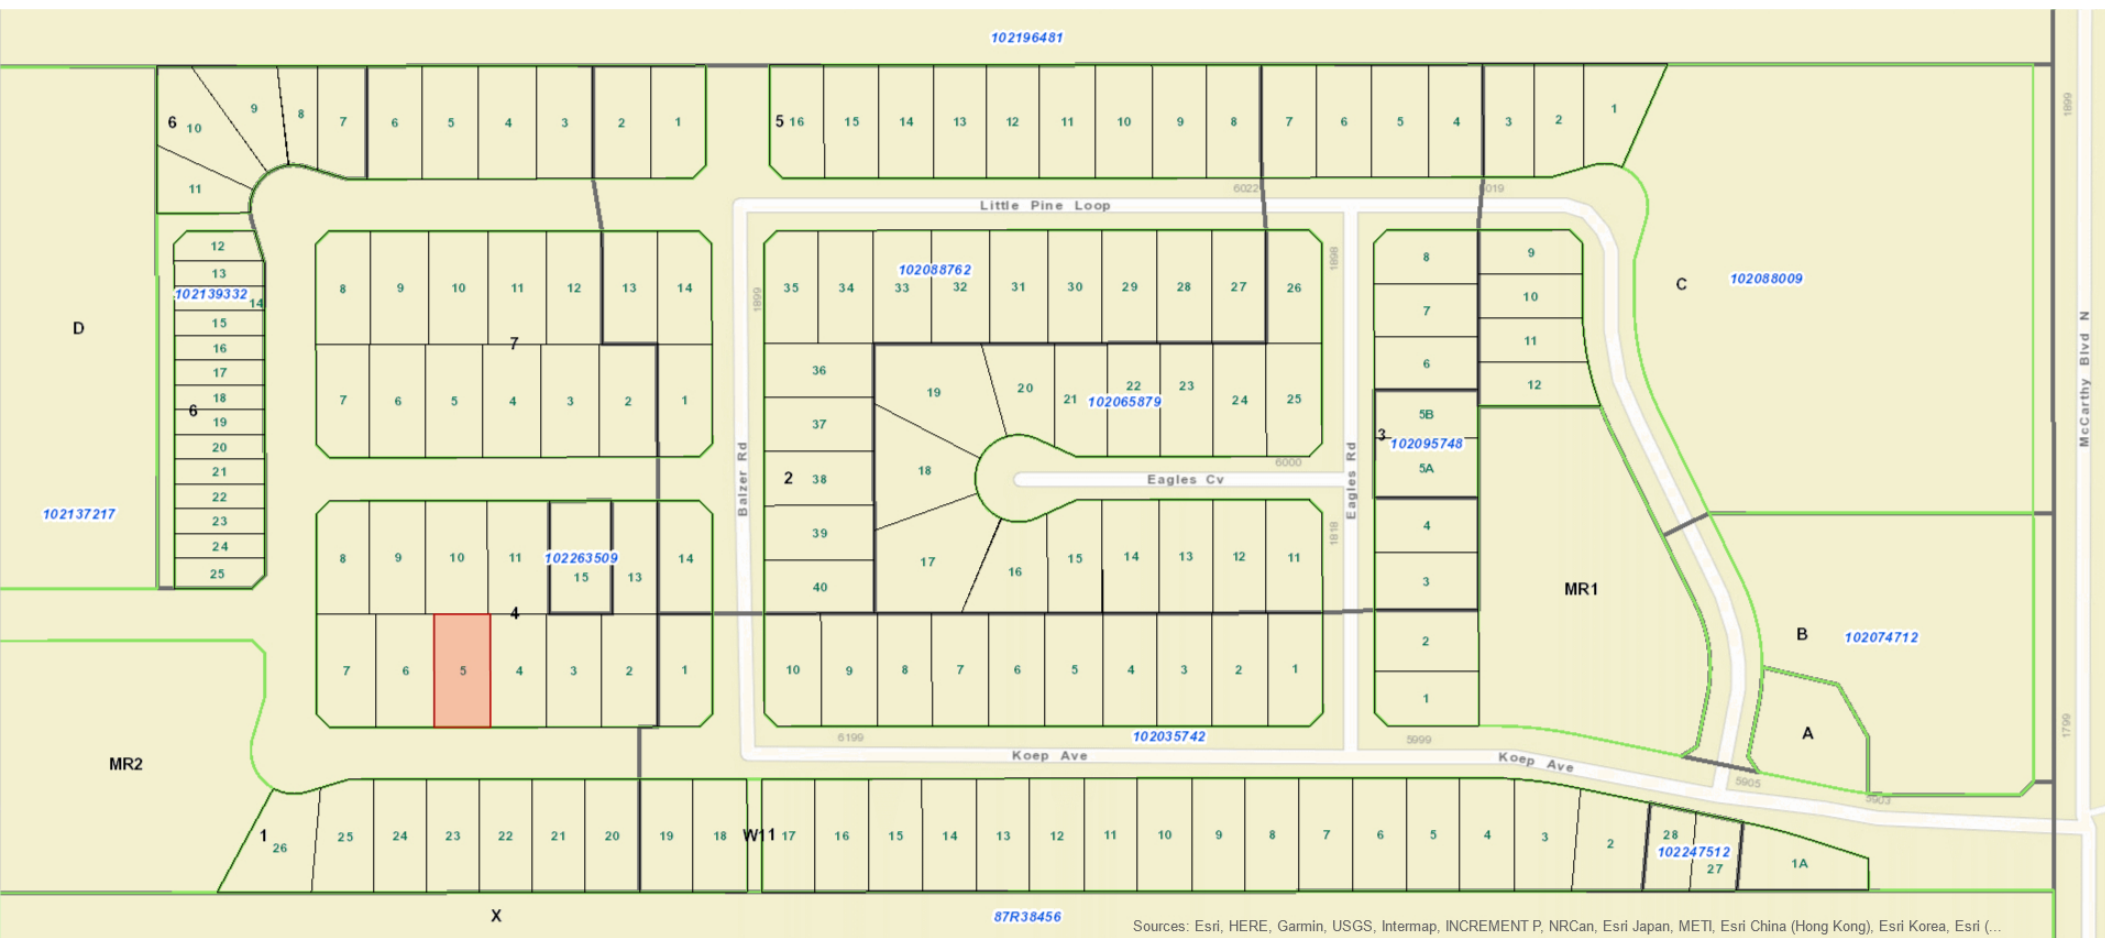 102196481
6 10 9 8 7 6 5 4 3 2 1
5 16 15 14 13 12 11 10 9 8 7 6 5 4 3 2 1
1899
11
6022 6019
Little Pine Loop
12
13
102139332
14
15
16
17
18
6
19
20
21
22
23
24
25
D
102137217
8 9 10 11 12 13 14
7
7 6 5 4 3 2 1
1899
Balzer Rd
102088762
35 34 33 32 31 30 29 28 27 26
36
37
2 38
39
40
19 20 21 22 23 24 25
102065879
18
6000
Eagles Cv
17 16 15 14 13 12 11
1898
Eagles Rd
1818
8
7
6
5B
3
102095748
5A
4
3
2
1
9
10
11
12
C
102088009
McCarthy Blvd N
MR1
B
102074712
A
1799
8 9 10 11 102263509 15 13 14
4
7 6 5 4 3 2 1
10 9 8 7 6 5 4 3 2 1
6199
102035742
5999
Koep Ave
Koep Ave
5905
5903
MR2
1 26 25 24 23 22 21 20 19 18 W11 17 16 15 14 13 12 11 10 9 8 7 6 5 4 3 2 28 27 1A
102247512
X
87R38456
Sources: Esri, HERE, Garmin, USGS, Intermap, INCREMENT P, NRCan, Esri Japan, METI, Esri China (Hong Kong), Esri Korea, Esri (...